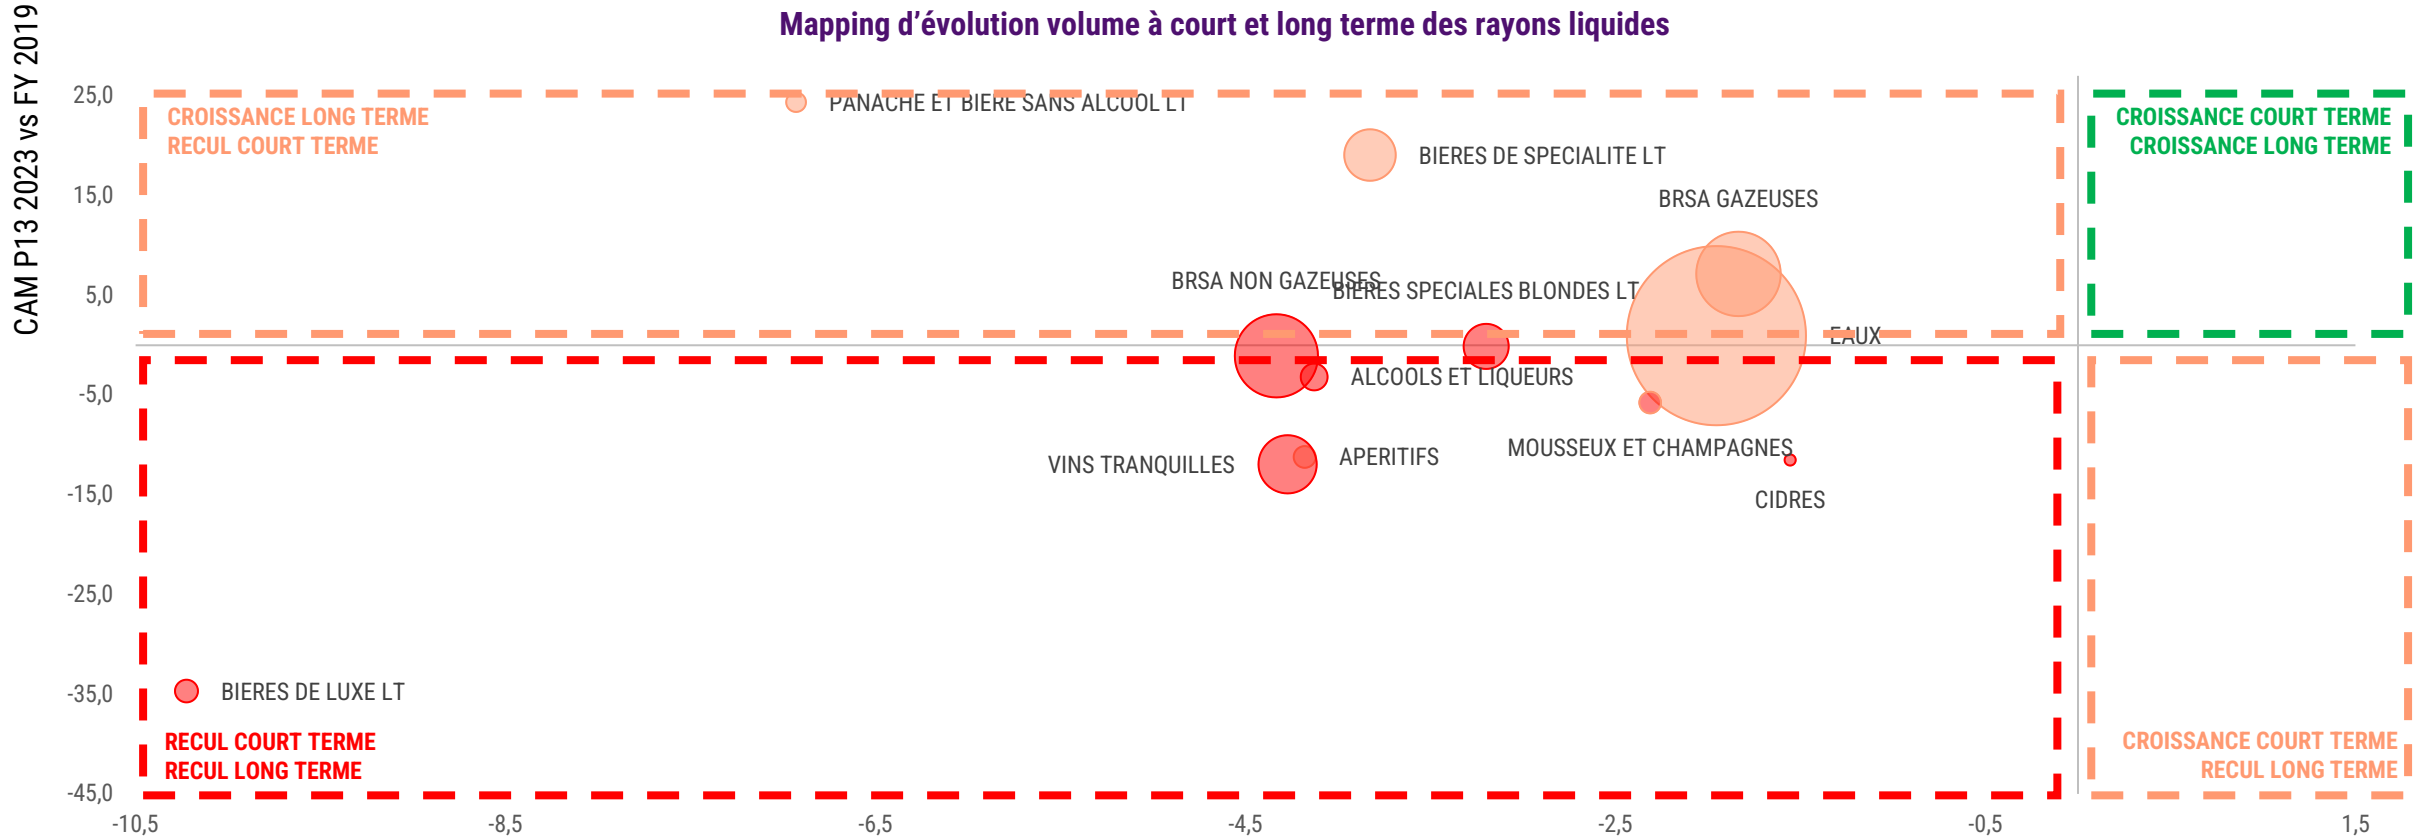 Mapping d’évolution volume à court et long terme des rayons liquides
CAM P13 2023 vs FY 2019
25,0
15,0
5,0
-5,0
-15,0
-25,0
-35,0
-45,0
CROISSANCE LONG TERME
RECUL COURT TERME
PANACHE ET BIERE SANS ALCOOL LT
BIERES DE SPECIALITE LT
BRSA GAZEUSES
CROISSANCE COURT TERME
CROISSANCE LONG TERME
BRSA NON GAZEUSES
BIERES SPECIALES BLONDES LT
EAUX
ALCOOLS ET LIQUEURS
VINS TRANQUILLES
APERITIFS
MOUSSEUX ET CHAMPAGNES
CIDRES
BIERES DE LUXE LT
RECUL COURT TERME
RECUL LONG TERME
CROISSANCE COURT TERME
RECUL LONG TERME
-10,5
-8,5
-6,5
-4,5
-2,5
-0,5
1,5